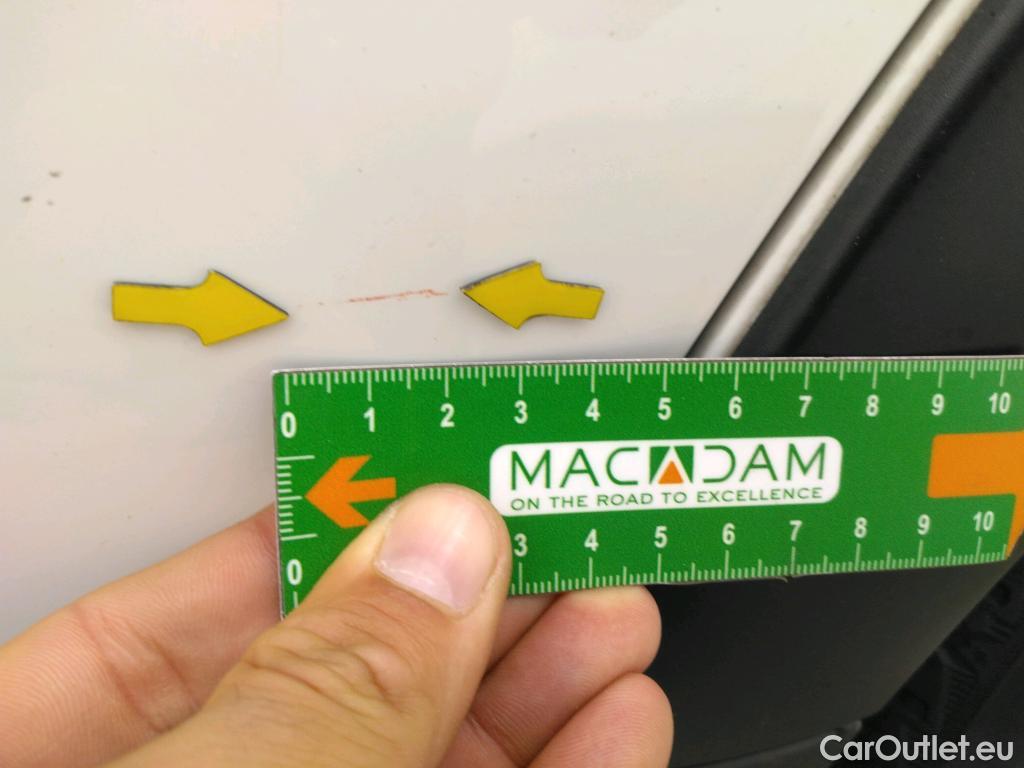 0 1 2 3 4 5 6 7 8 9 10
MACADAM
ON THE ROAD TO EXCELLENCE
0 3 4 5 6 7 8 9 10
CarOutlet.eu